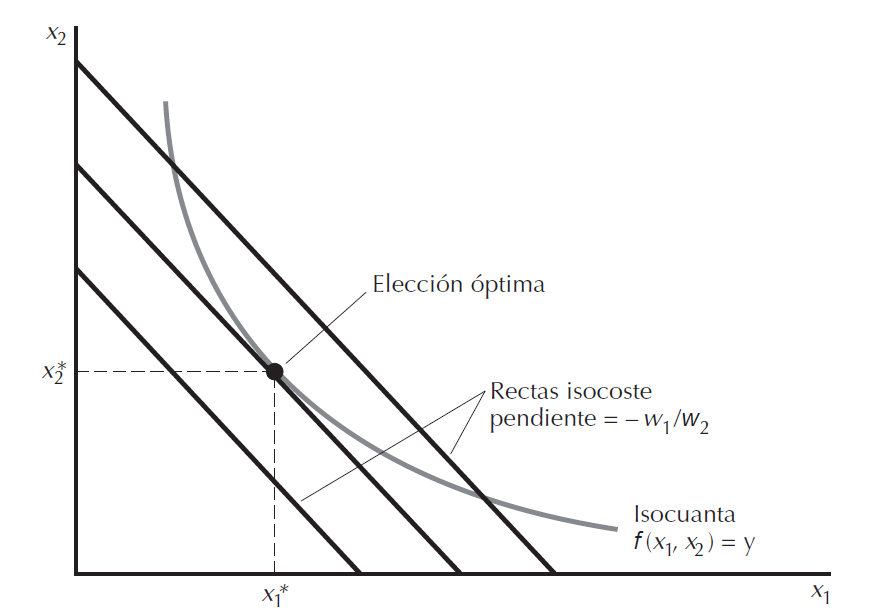 x₂
Elección óptima
x₂*
Rectas isocoste
pendiente = – w₁/w₂
Isocuanta
f (x₁, x₂) = y
x₁*
x₁